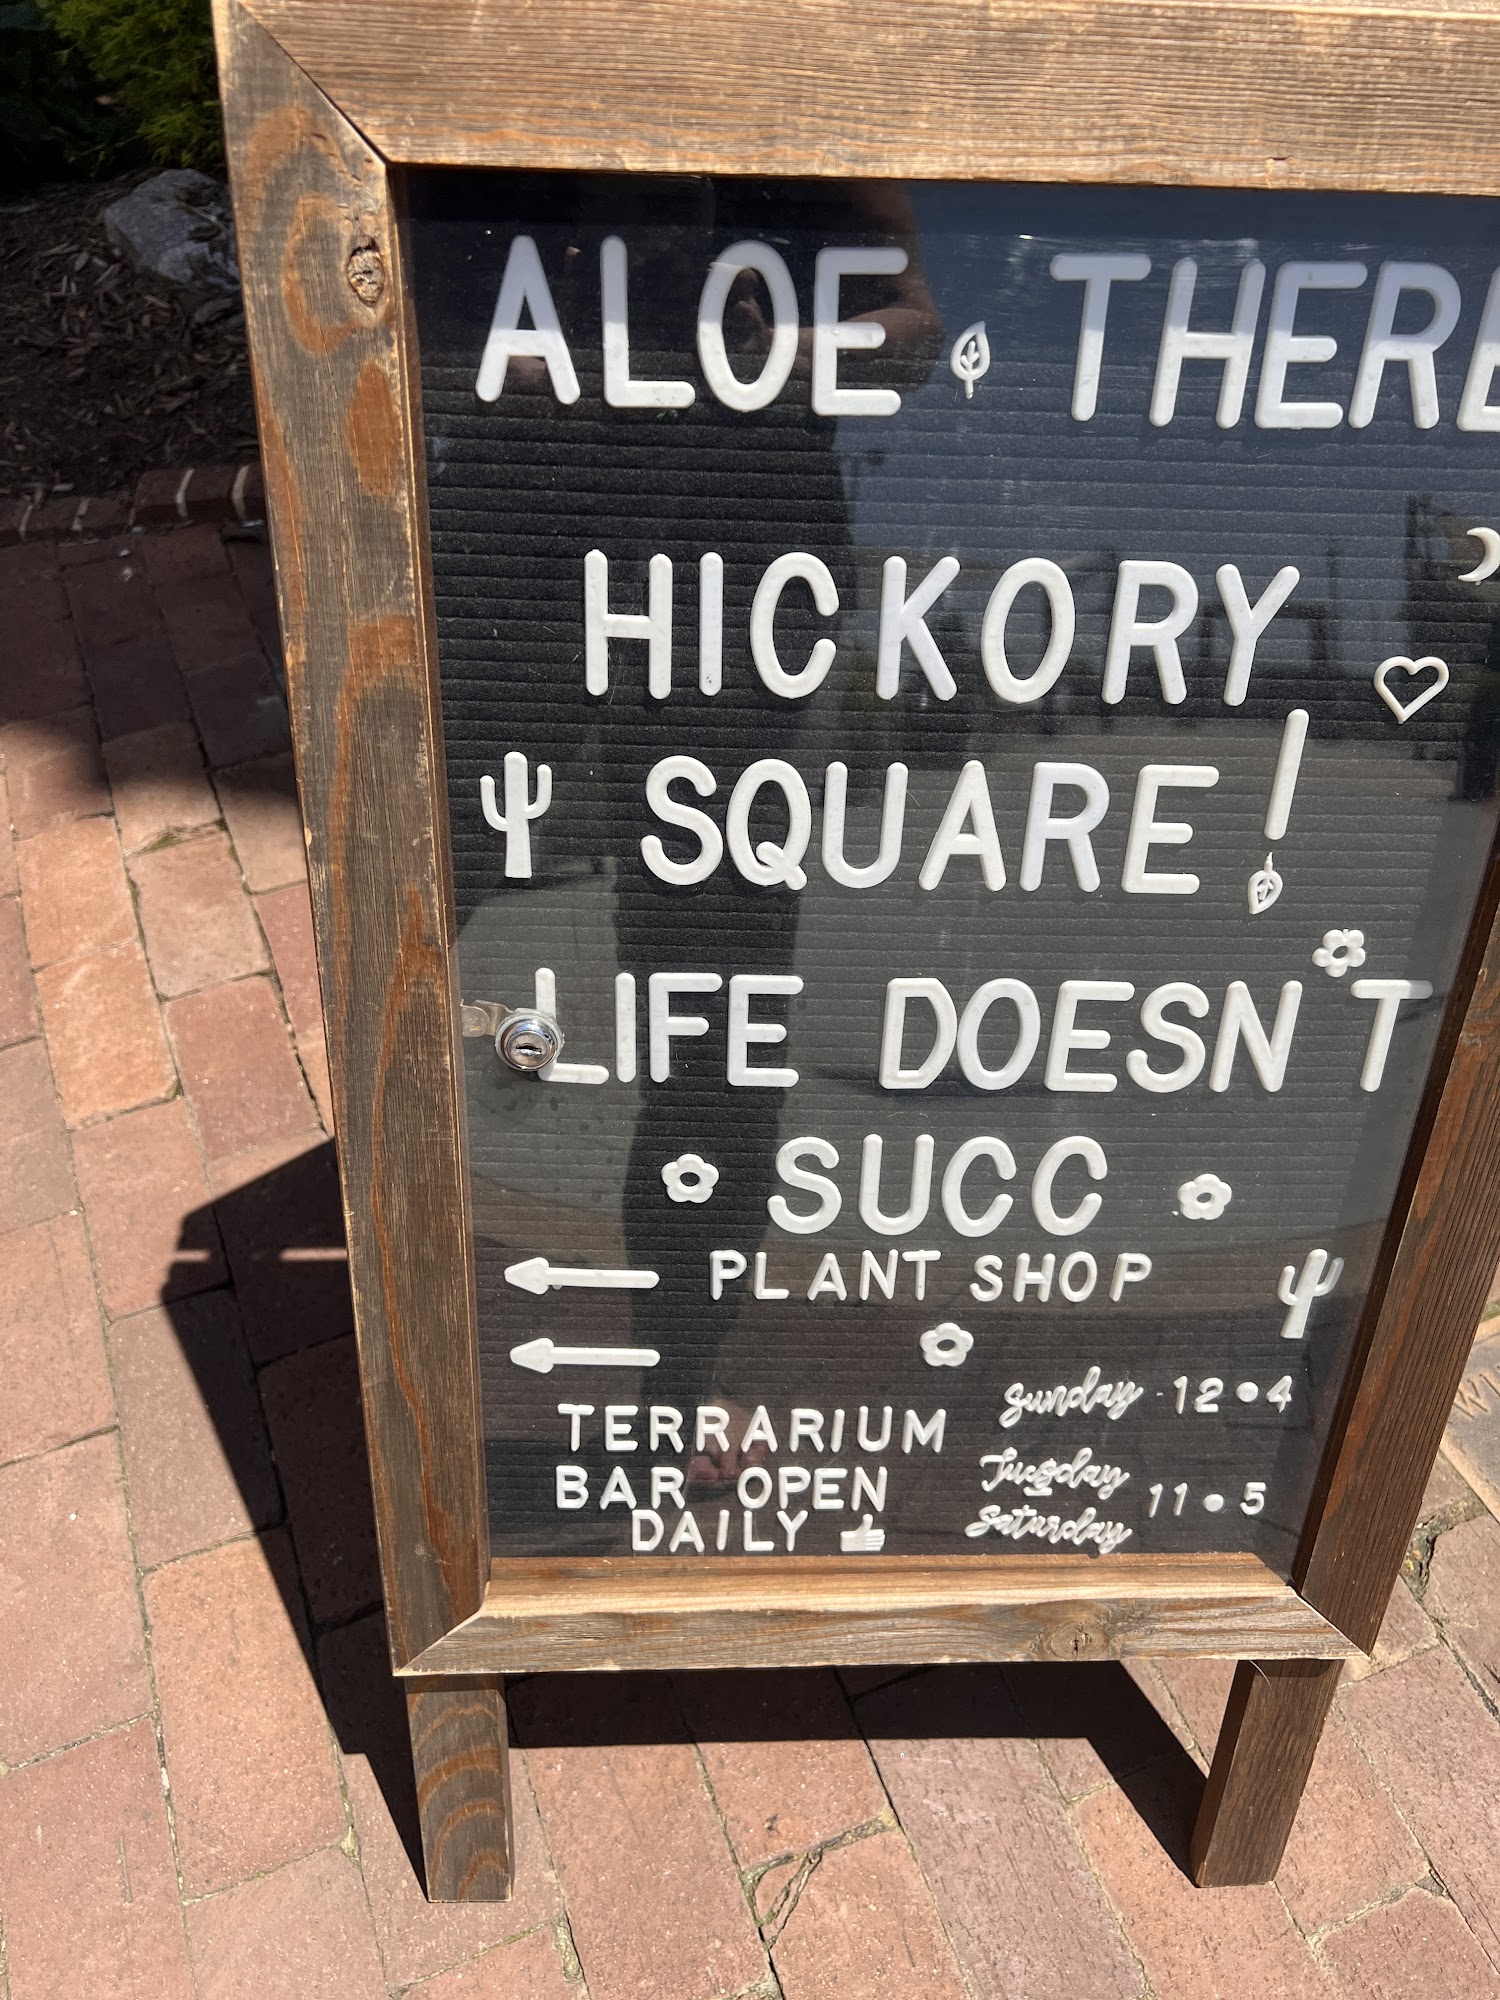 ALOE THERE
HICKORY
SQUARE!
LIFE DOESN'T
SUCC
PLANT SHOP
TERRARIUM
BAR OPEN
DAILY
Sunday - 12•4
Tuesday
Saturday 11•5